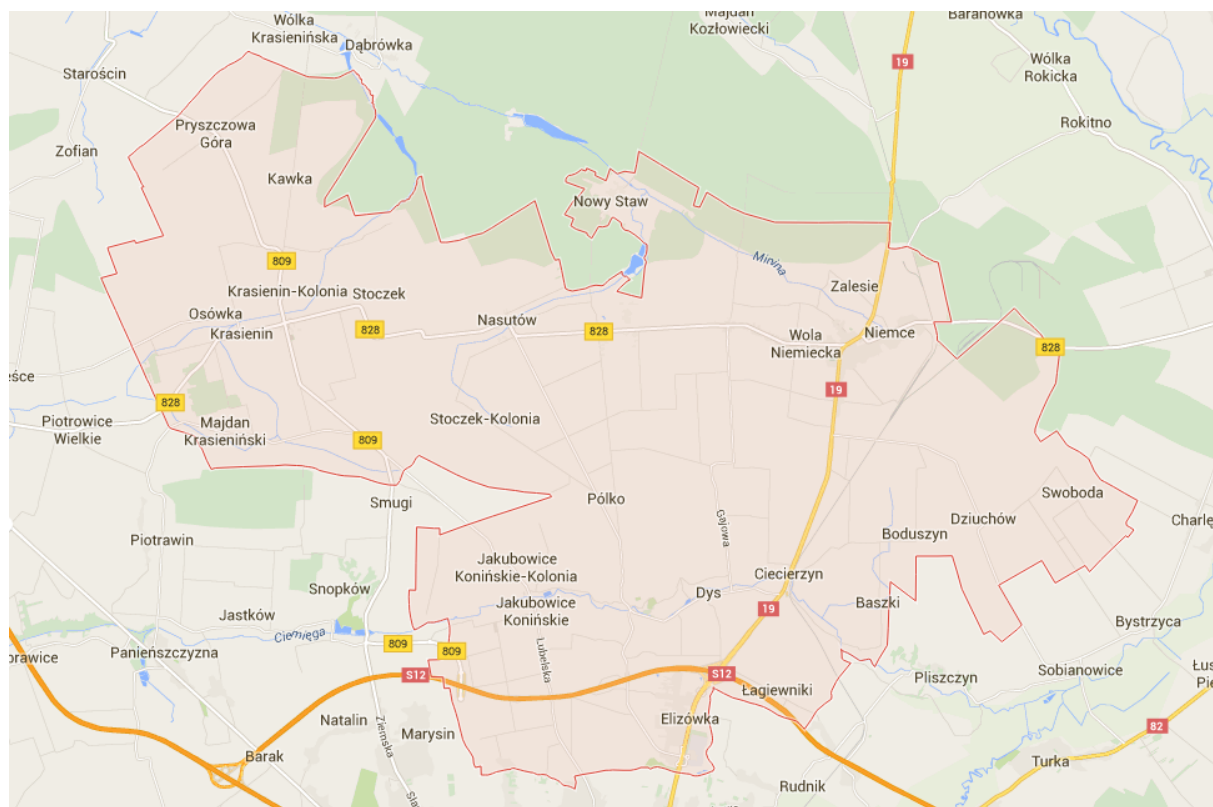 Wólka
Krasienińska
Dąbrówka
Majdan
Kozłowiecki
Baranówka
Starościn
19
Wólka
Rokicka
Pryszczowa
Góra
Rokitno
Zofian
Kawka
Nowy Staw
809
Minina
Krasienin-Kolonia
Stoczek
Zalesie
Osówka
Krasienin
828
Nasutów
828
Wola
Niemiecka
Niemce
828
19
828
Piotrowice
Wielkie
Majdan
Krasieniński
809
Stoczek-Kolonia
Smugi
Pólko
Swoboda
Gajowa
Dziuchów
Boduszyn
Piotrawin
Jakubowice
Konińskie-Kolonia
Ciecierzyn
Snopków
Dys
Jakubowice
Konińskie
19
Baszki
Jastków
Ciemięga
809
809
Lubelska
Bystrzyca
Panieńszczyzna
S12
S12
Sobianowice
Pliszczyn
Łagiewniki
Natalin
Ziemska
Marysin
Elizówka
82
Barak
Turka
Rudnik